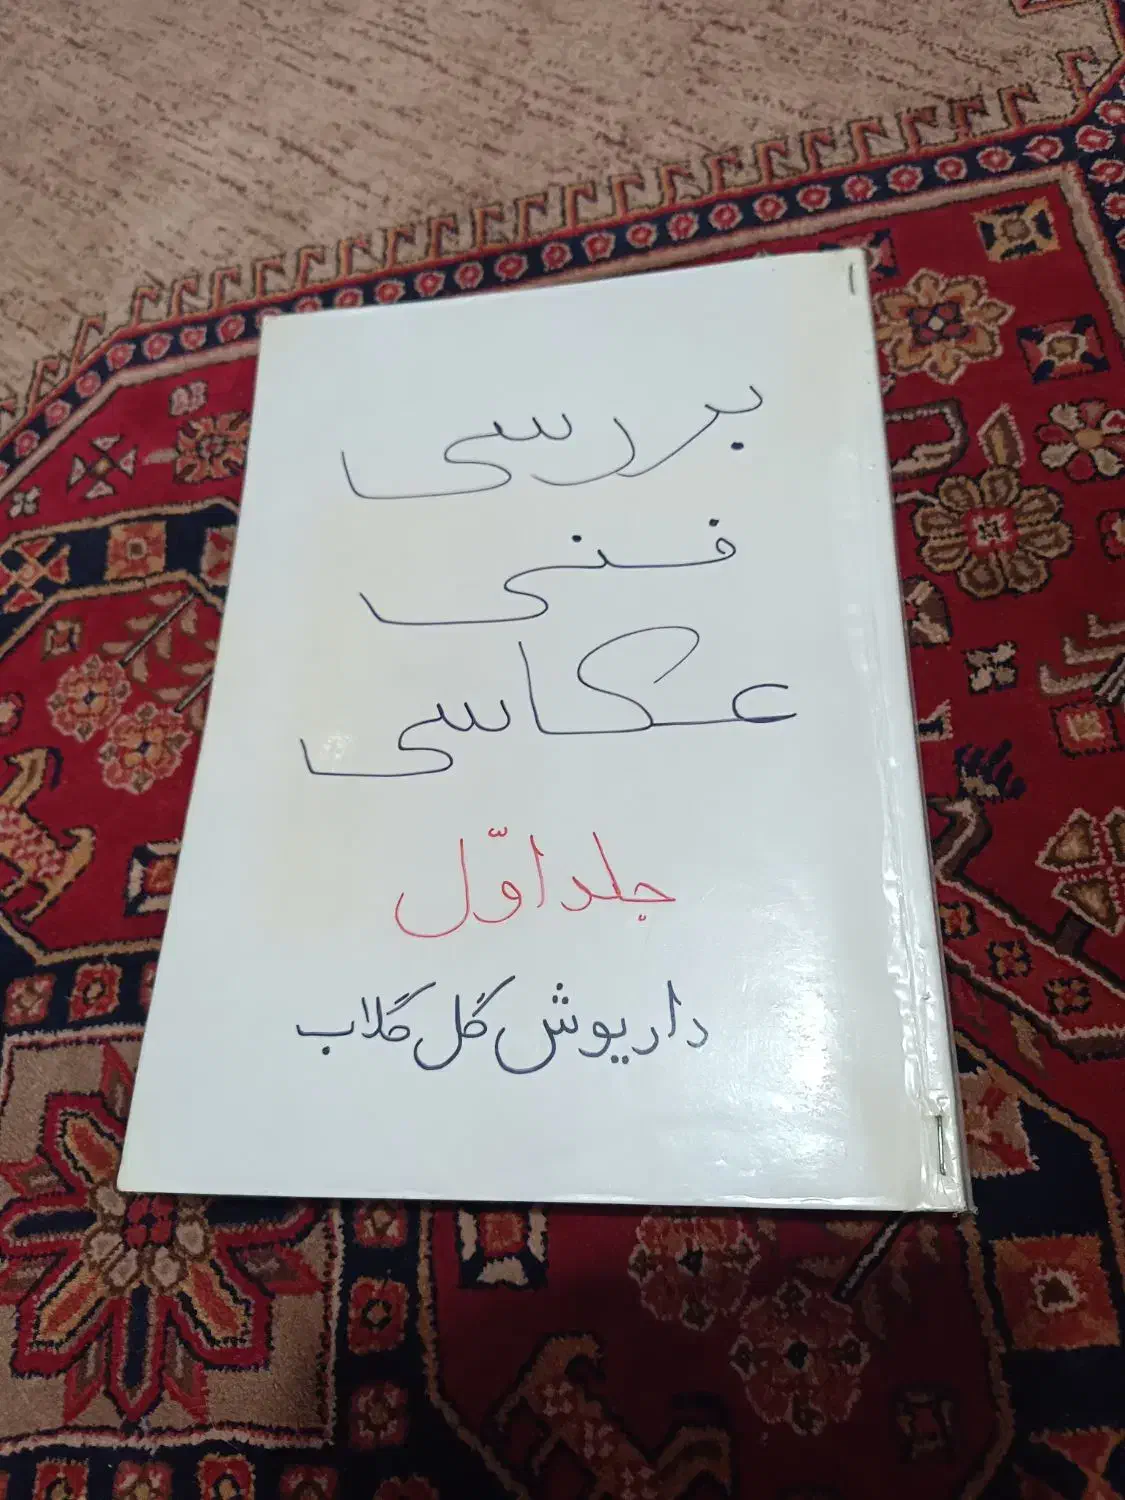 بررسی
فنی
عکاسی
جلد اوّل
داریوش گل گلاب